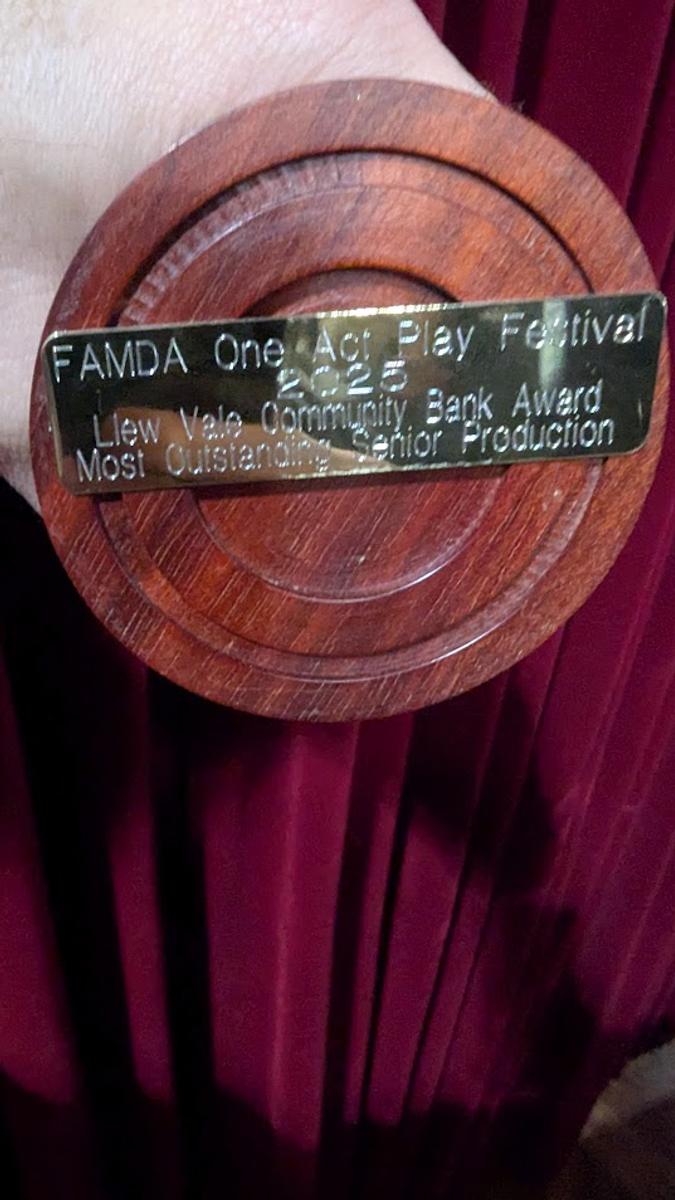 FAMDA One Act Play Festival
2025
Llew Vale Community Bank Award
Most Outstanding Senior Production